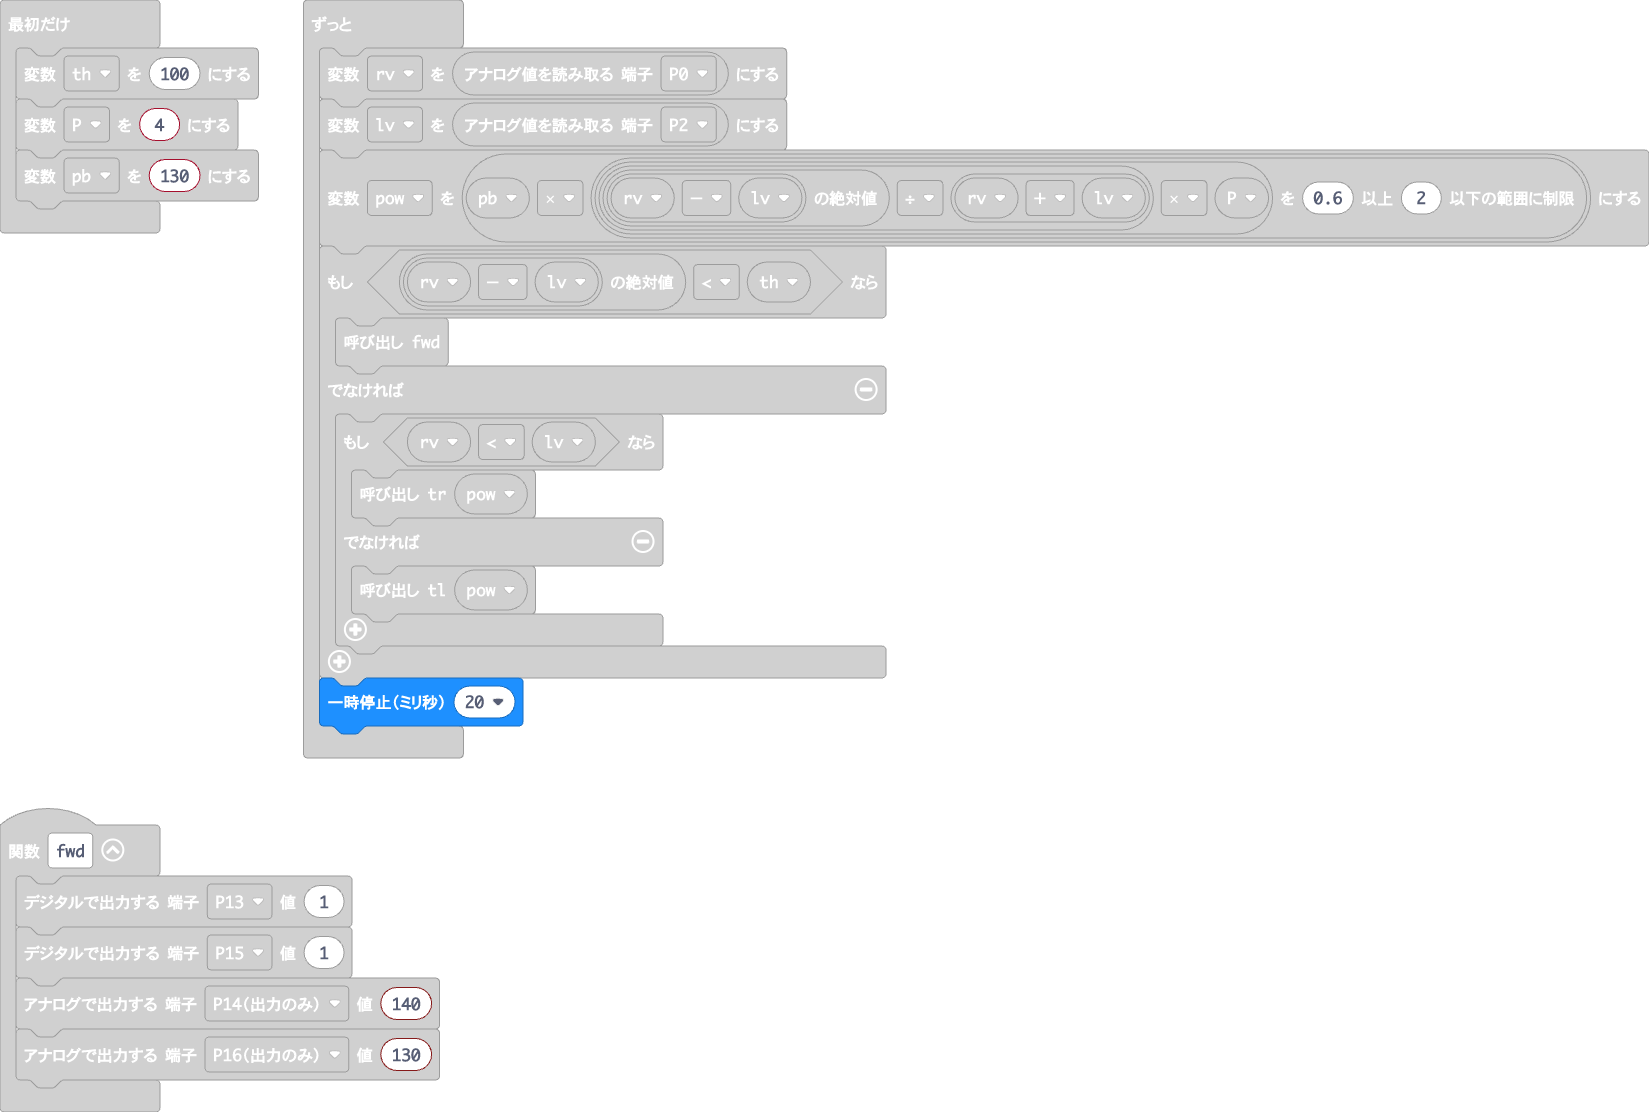 最初だけ
変数 th を 100 にする
変数 P を 4 にする
変数 pb を 130 にする
ずっと
変数 rv を アナログ値を読み取る 端子 P0 にする
変数 lv を アナログ値を読み取る 端子 P2 にする
変数 pow を pb × rv - lv の絶対値 ÷ rv + lv × P を 0.6 以上 2 以下の範囲に制限 にする
もし rv - lv の絶対値 < th なら
呼び出し fwd
でなければ
もし rv < lv なら
呼び出し tr pow
でなければ
呼び出し tl pow
一時停止(ミリ秒) 20
関数 fwd
デジタルで出力する 端子 P13 値 1
デジタルで出力する 端子 P15 値 1
アナログで出力する 端子 P14(出力のみ) 値 140
アナログで出力する 端子 P16(出力のみ) 値 130